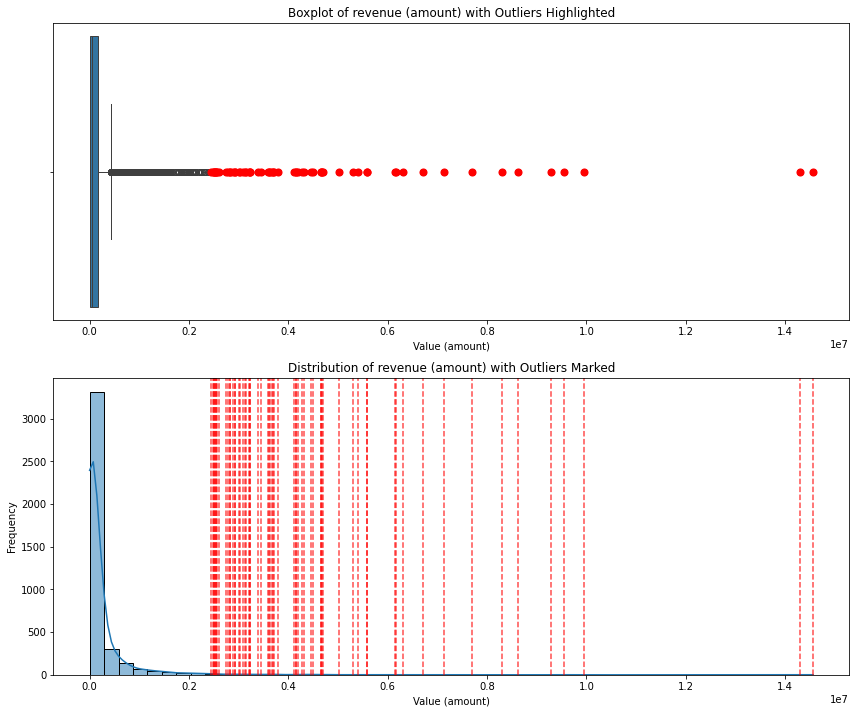 Boxplot of revenue (amount) with Outliers Highlighted
0.0 0.2 0.4 0.6 0.8 1.0 1.2 1.4
1e7
Value (amount)
Distribution of revenue (amount) with Outliers Marked
Frequency
3000
2500
2000
1500
1000
500
0
0.0 0.2 0.4 0.6 0.8 1.0 1.2 1.4
1e7
Value (amount)